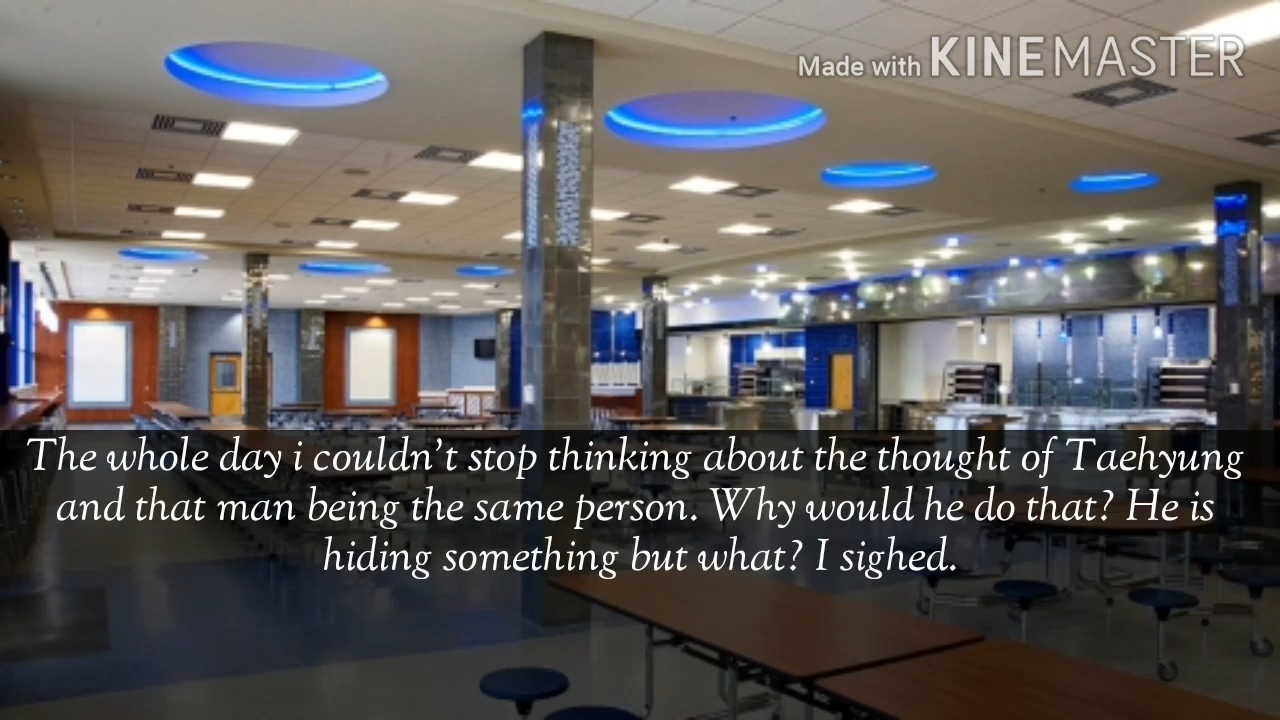 Made with KINEMASTER
The whole day i couldn't stop thinking about the thought of Taehyung
and that man being the same person. Why would he do that? He is
hiding something but what? I sighed.